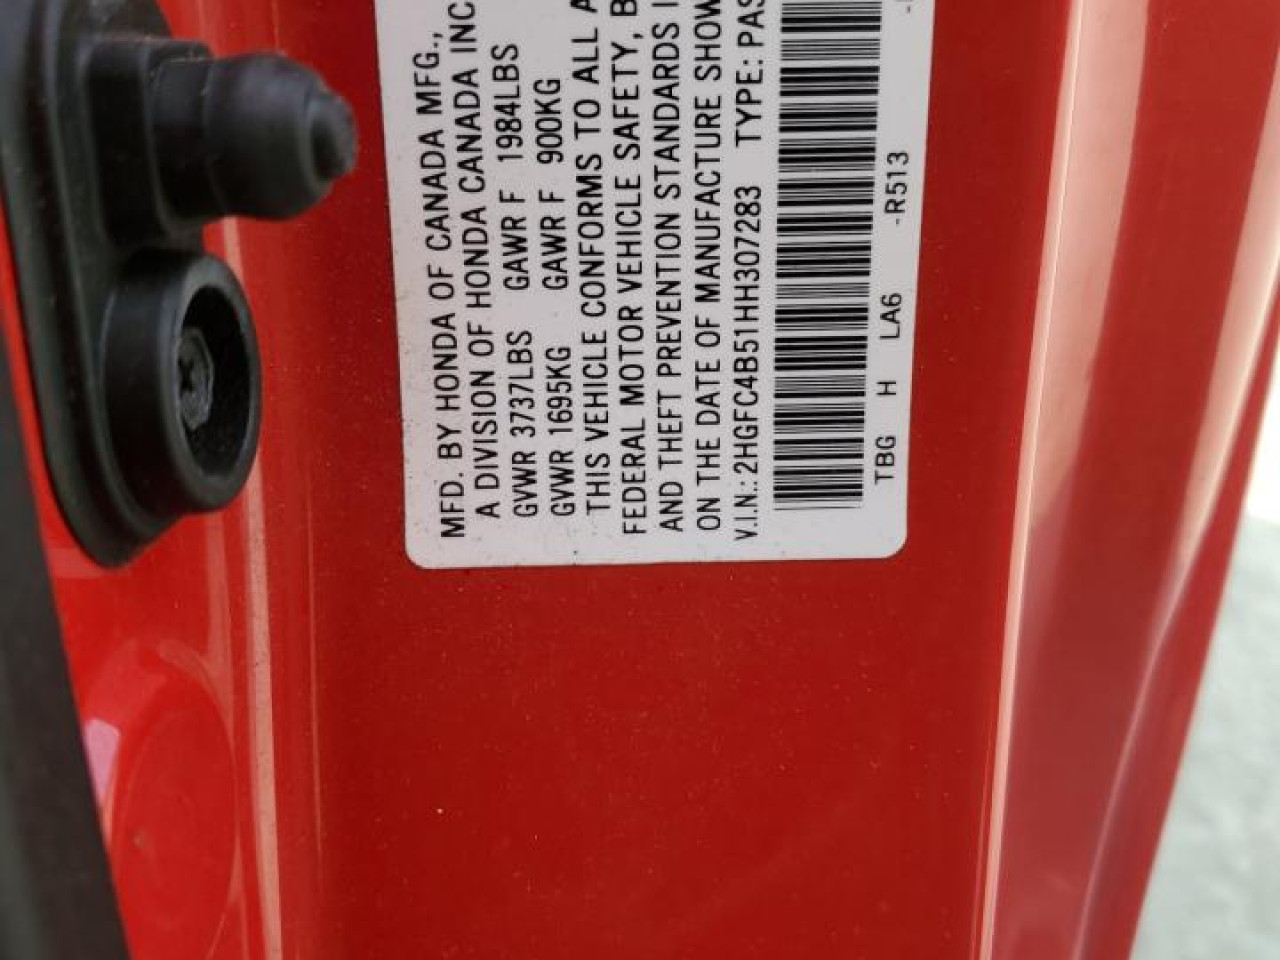 MFD. BY HONDA OF CANADA MFG.,
A DIVISION OF HONDA CANADA INC
GVWR 3737LBS GAWR F 1984LBS
GVWR 1695KG GAWR F 900KG
THIS VEHICLE CONFORMS TO ALL A
FEDERAL MOTOR VEHICLE SAFETY, B
AND THEFT PREVENTION STANDARDS I
ON THE DATE OF MANUFACTURE SHOW
V.I.N.: 2HGFC4B51HH307283 TYPE: PAS
TBG H LA6 -R513